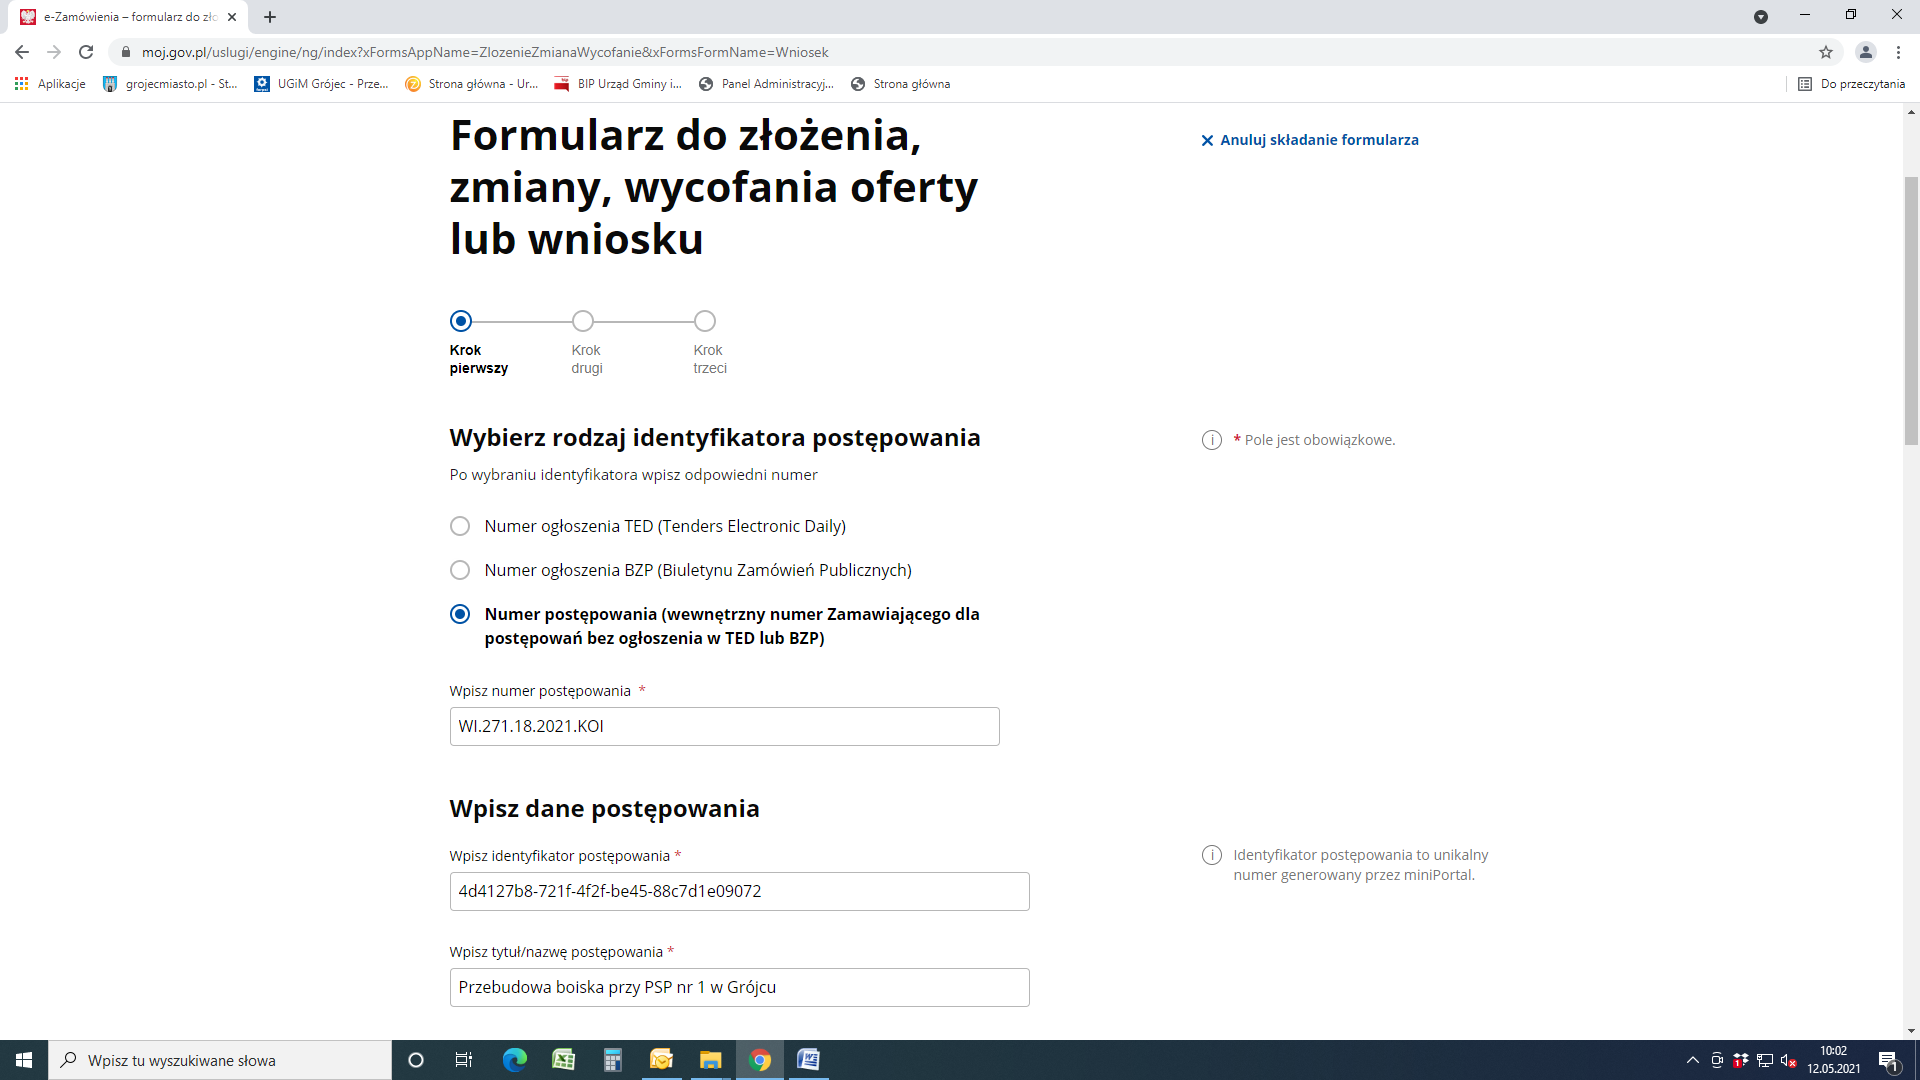 e-Zamówienia – formularz do zło
moj.gov.pl/uslugi/engine/ng/index?xFormsAppName=ZlozenieZmianaWycofanie&xFormsFormName=Wniosek
Aplikacje
grojecmiasto.pl - St...
UGiM Grójec - Prze...
Strona główna - Ur...
BIP Urząd Gminy i...
Panel Administracyj...
Strona główna
Do przeczytania
Formularz do złożenia,
zmiany, wycofania oferty
lub wniosku
Anuluj składanie formularza
Krok
pierwszy
Krok
drugi
Krok
trzeci
Wybierz rodzaj identyfikatora postępowania
* Pole jest obowiązkowe.
Po wybraniu identyfikatora wpisz odpowiedni numer
Numer ogłoszenia TED (Tenders Electronic Daily)
Numer ogłoszenia BZP (Biuletynu Zamówień Publicznych)
Numer postępowania (wewnętrzny numer Zamawiającego dla
postępowań bez ogłoszenia w TED lub BZP)
Wpisz numer postępowania *
WI.271.18.2021.KOI
Wpisz dane postępowania
Wpisz identyfikator postępowania *
4d4127b8-721f-4f2f-be45-88c7d1e09072
Identyfikator postępowania to unikalny
numer generowany przez miniPortal.
Wpisz tytuł/nazwę postępowania *
Przebudowa boiska przy PSP nr 1 w Grójcu
Wpisz tu wyszukiwane słowa
10:02
12.05.2021
1